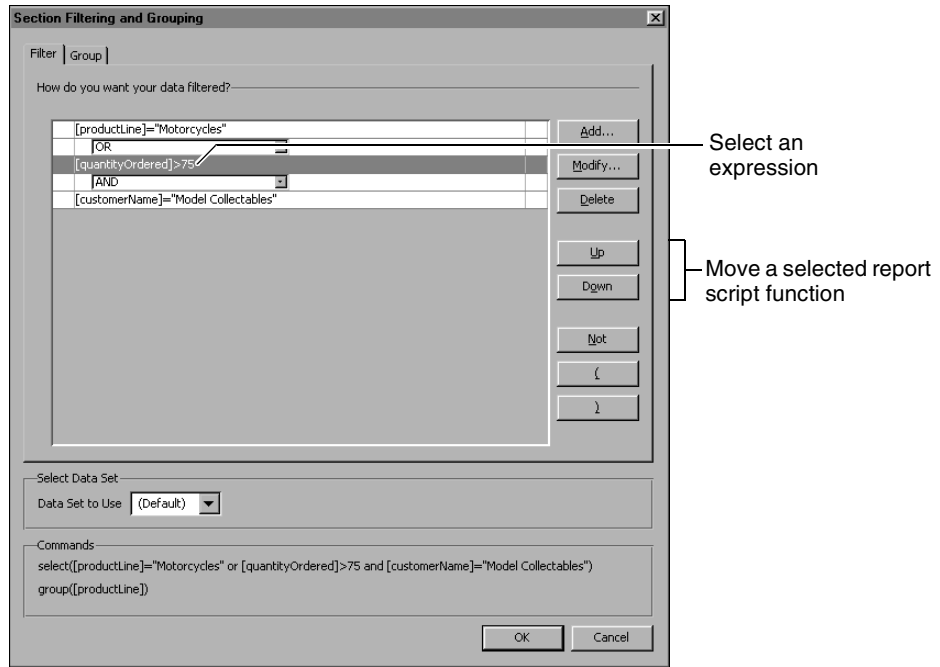 Section Filtering and Grouping
Filter
Group
How do you want your data filtered?
[productLine]="Motorcycles"
OR
[quantityOrdered]>75
AND
[customerName]="Model Collectables"
Add...
Modify...
Delete
Up
Down
Not
(
)
Select an
expression
Move a selected report
script function
Select Data Set
Data Set to Use (Default)
Commands
select([productLine]="Motorcycles" or [quantityOrdered]>75 and [customerName]="Model Collectables")
group([productLine])
OK
Cancel